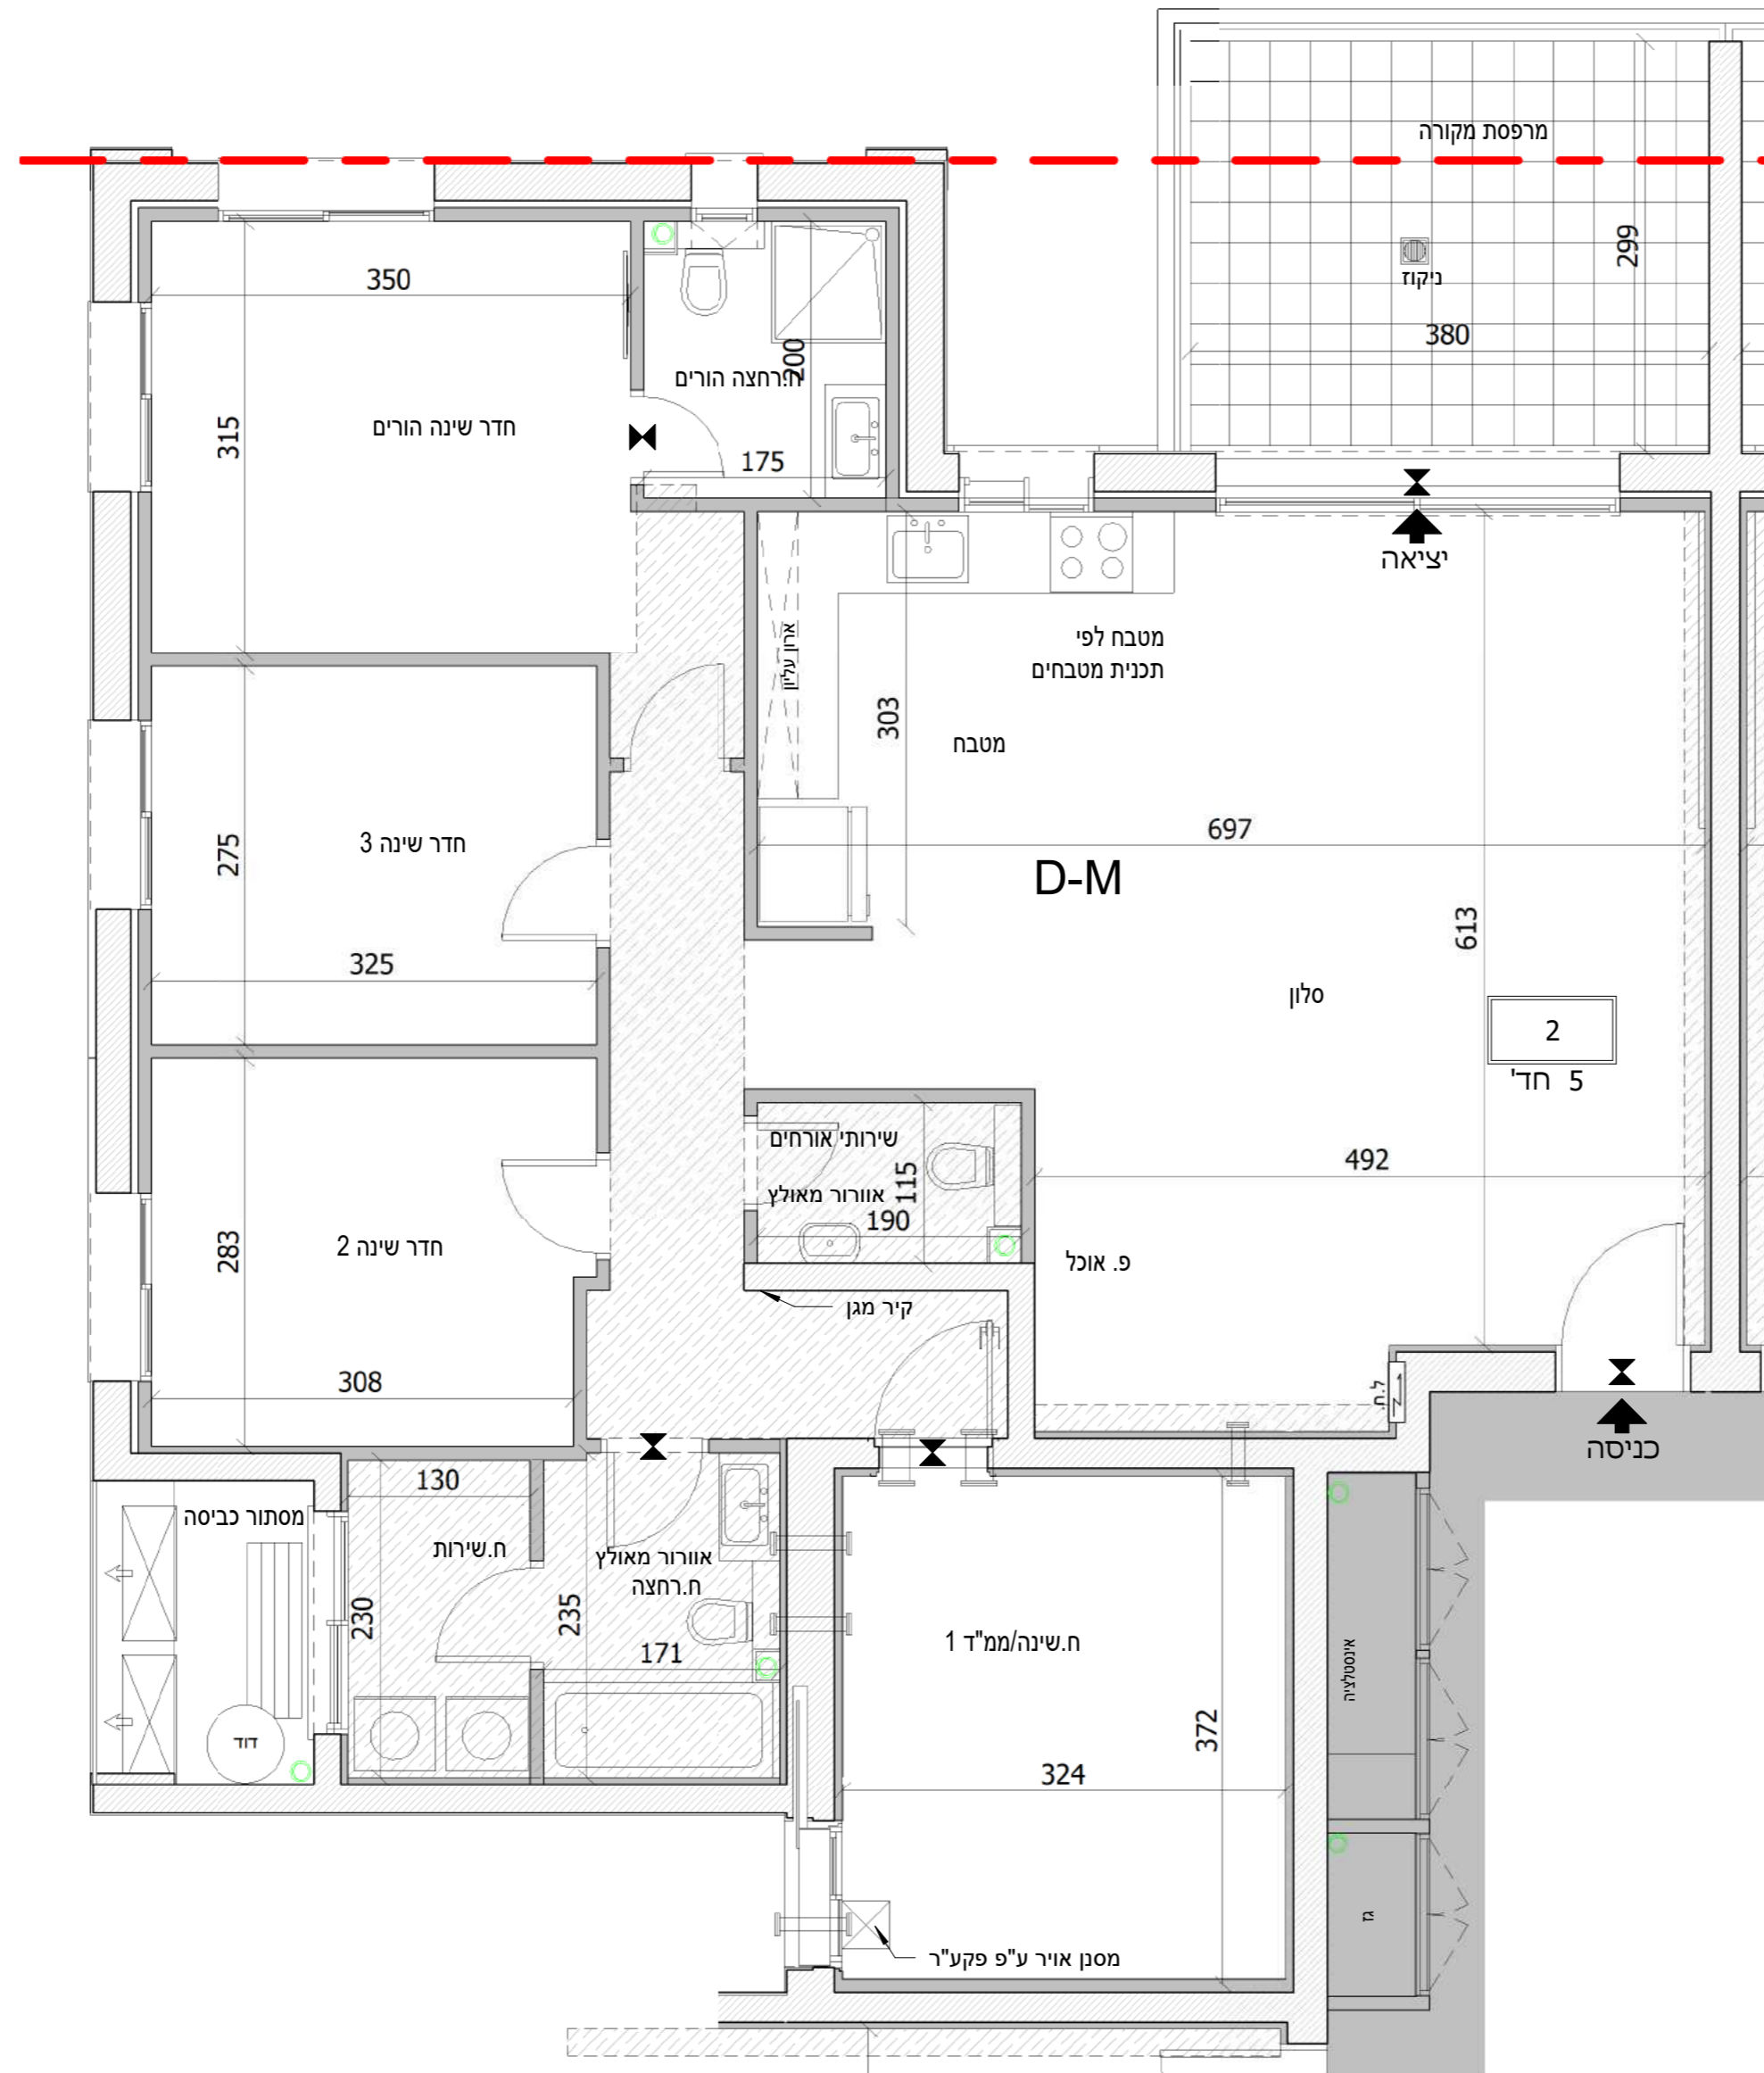 מרפסת מקורה
299
ניקוז
380
350
200
ח.רחצה הורים
315
חדר שינה הורים
175
יציאה
ארון עליון
מטבח לפי
תכנית מטבחים
303
מטבח
697
D-M
275
חדר שינה 3
325
613
סלון
2
5 חד'
שירותי אורחים
115
אוורור מאולץ
190
492
283
חדר שינה 2
פ. אוכל
קיר מגן
308
ל.ח.
כניסה
130
מסתור כביסה
ח.שירות
אוורור מאולץ
ח.רחצה
230
235
171
דוד
ח.שינה/ממ"ד 1
372
324
אינסטלציה
גז
מסנן אויר ע"פ פקע"ר